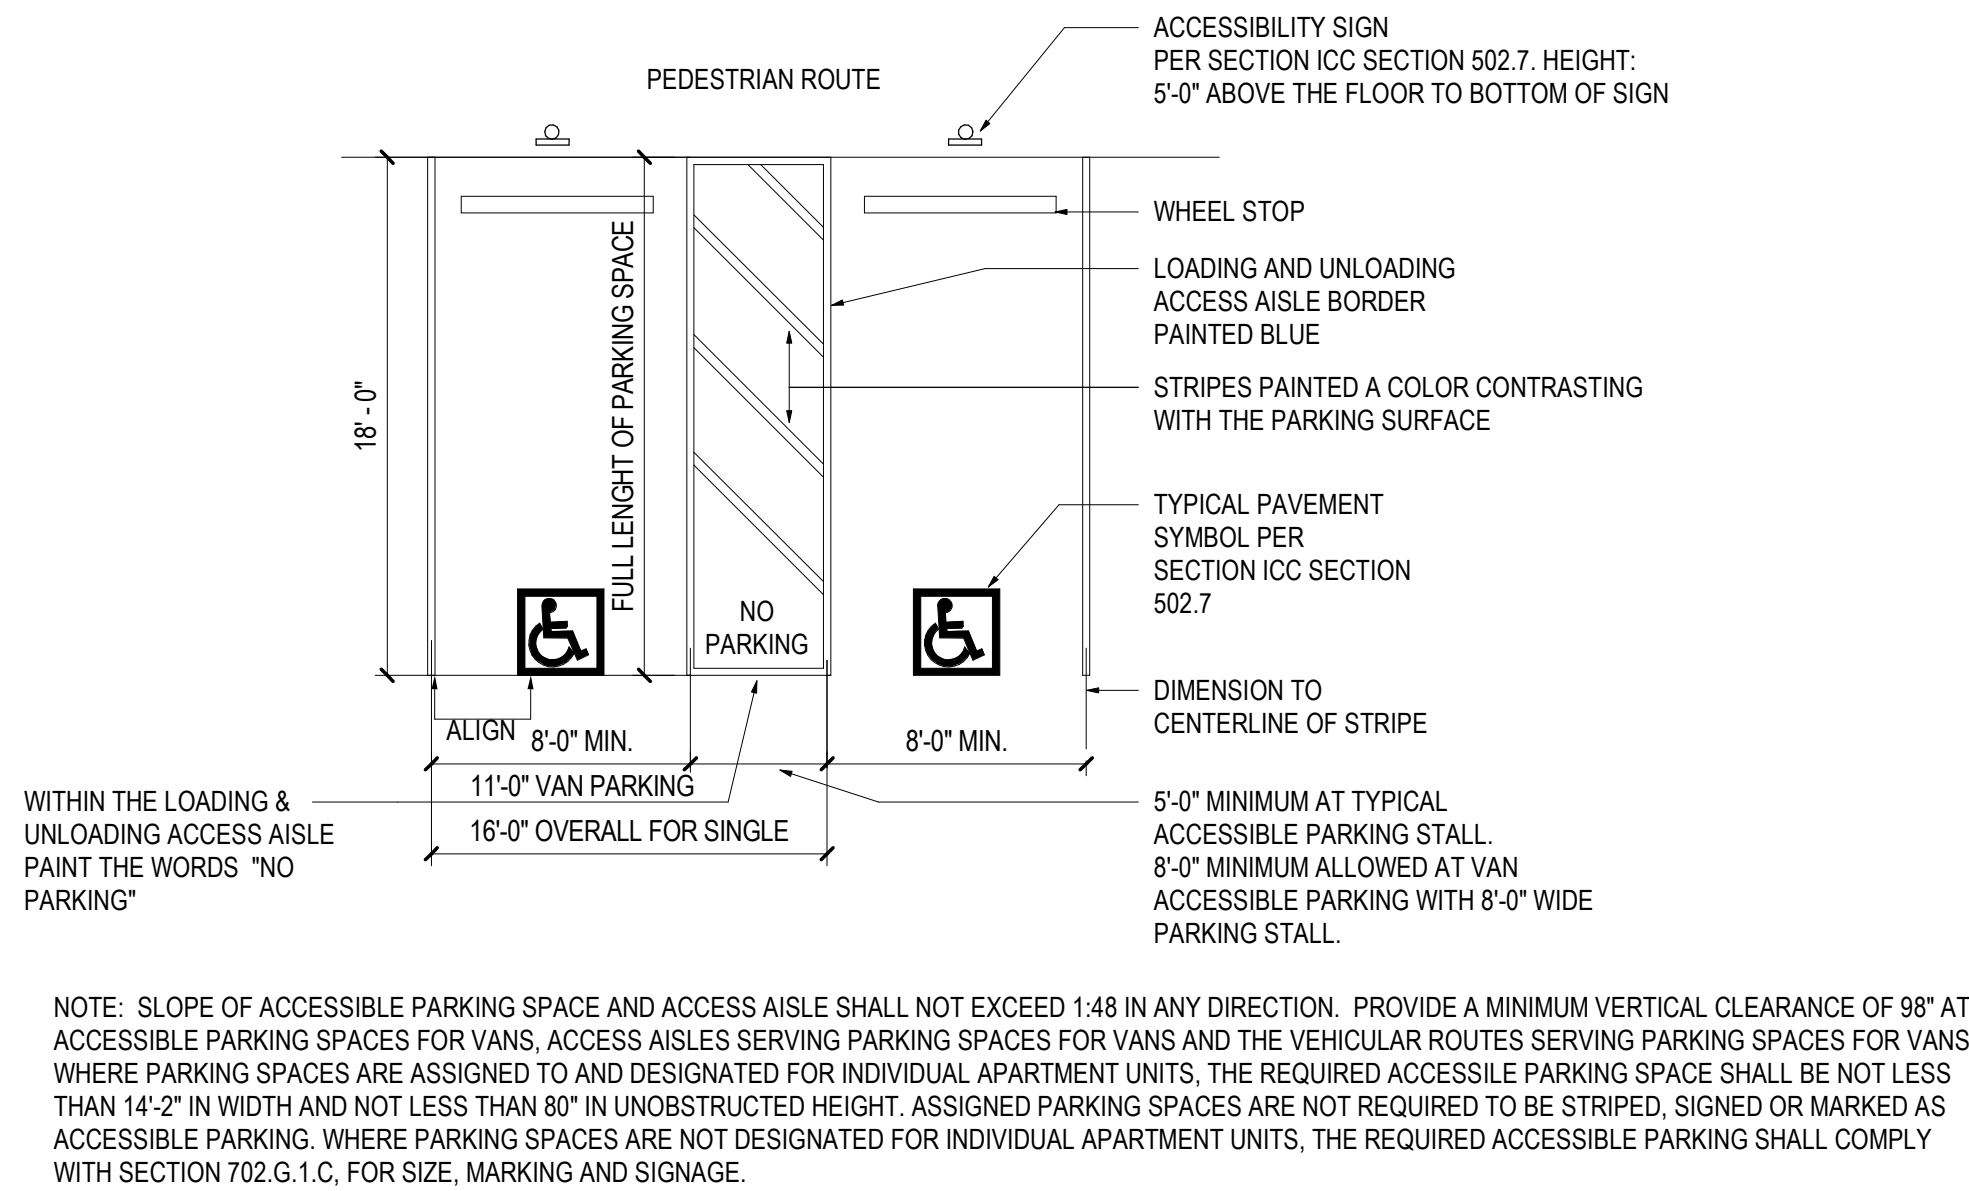 ACCESSIBILITY SIGN
PER SECTION ICC SECTION 502.7. HEIGHT:
5'-0" ABOVE THE FLOOR TO BOTTOM OF SIGN
PEDESTRIAN ROUTE
WHEEL STOP
LOADING AND UNLOADING
ACCESS AISLE BORDER
PAINTED BLUE
STRIPES PAINTED A COLOR CONTRASTING
WITH THE PARKING SURFACE
18' - 0"
FULL LENGHT OF PARKING SPACE
TYPICAL PAVEMENT
SYMBOL PER
SECTION ICC SECTION
502.7
NO
PARKING
DIMENSION TO
CENTERLINE OF STRIPE
ALIGN
8'-0" MIN.
8'-0" MIN.
11'-0" VAN PARKING
16'-0" OVERALL FOR SINGLE
WITHIN THE LOADING &
UNLOADING ACCESS AISLE
PAINT THE WORDS "NO
PARKING"
5'-0" MINIMUM AT TYPICAL
ACCESSIBLE PARKING STALL.
8'-0" MINIMUM ALLOWED AT VAN
ACCESSIBLE PARKING WITH 8'-0" WIDE
PARKING STALL.
NOTE: SLOPE OF ACCESSIBLE PARKING SPACE AND ACCESS AISLE SHALL NOT EXCEED 1:48 IN ANY DIRECTION. PROVIDE A MINIMUM VERTICAL CLEARANCE OF 98" AT
ACCESSIBLE PARKING SPACES FOR VANS, ACCESS AISLES SERVING PARKING SPACES FOR VANS AND THE VEHICULAR ROUTES SERVING PARKING SPACES FOR VANS
WHERE PARKING SPACES ARE ASSIGNED TO AND DESIGNATED FOR INDIVIDUAL APARTMENT UNITS, THE REQUIRED ACCESSILE PARKING SPACE SHALL BE NOT LESS
THAN 14'-2" IN WIDTH AND NOT LESS THAN 80" IN UNOBSTRUCTED HEIGHT. ASSIGNED PARKING SPACES ARE NOT REQUIRED TO BE STRIPED, SIGNED OR MARKED AS
ACCESSIBLE PARKING. WHERE PARKING SPACES ARE NOT DESIGNATED FOR INDIVIDUAL APARTMENT UNITS, THE REQUIRED ACCESSIBLE PARKING SHALL COMPLY
WITH SECTION 702.G.1.C, FOR SIZE, MARKING AND SIGNAGE.